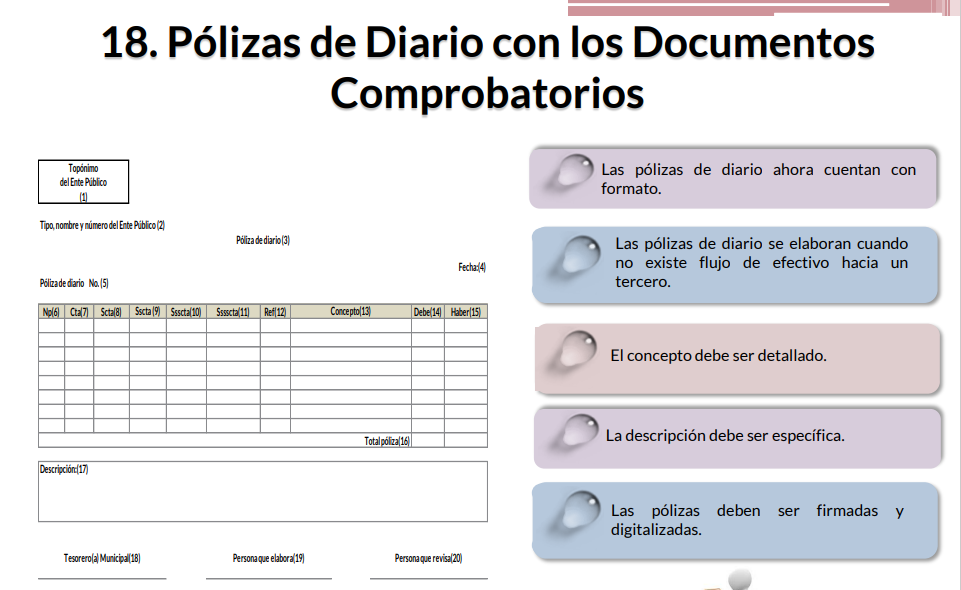 18. Pólizas de Diario con los Documentos
Comprobatorios
Topónimo
del Ente Público
(1)
Tipo, nombre y número del Ente Público (2)
Póliza de diario (3)
Fecha:(4)
Póliza de diario No. (5)
Np(6) Cta(7) Scta(8) Sscta (9) Ssscta(10) Sssscta(11) Ref(12) Concepto(13) Debe(14) Haber(15)
Total póliza(16)
Descripción:(17)
Tesorero(a) Municipal(18) Persona que elabora(19) Persona que revisa(20)
Las pólizas de diario ahora cuentan con
formato.
Las pólizas de diario se elaboran cuando
no existe flujo de efectivo hacia un
tercero.
El concepto debe ser detallado.
La descripción debe ser específica.
Las pólizas deben ser firmadas y
digitalizadas.